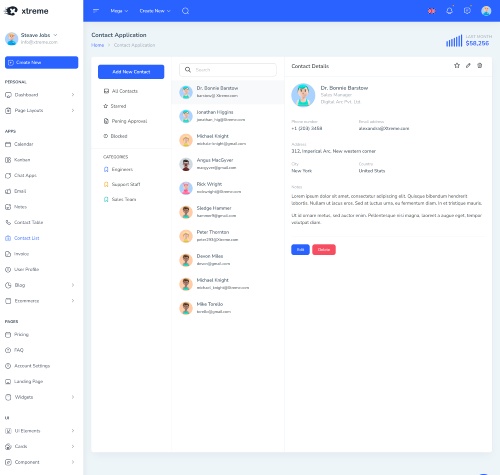 xtreme
Mega
Create New
Steave Jobs
info@xtreme.com
Create New
PERSONAL
Dashboard
Page Layouts
APPS
Calendar
Kanban
Chat Apps
Email
Notes
Contact Table
Contact List
Invoice
User Profile
Blog
Ecommerce
PAGES
Pricing
FAQ
Account Settings
Landing Page
Widgets
UI
UI Elements
Cards
Component
Contact Application
Home
Contact Application
LAST MONTH
$58,256
Add New Contact
All Contacts
Starred
Pening Approval
Blocked
CATEGORIES
Engineers
Support Staff
Sales Team
Search
Dr. Bonnie Barstow
barstow@ Xtreme.com
Jonathan Higgins
jonathan_hig@Xtreme.com
Michael Knight
michale-knight@gmail.com
Angus MacGyver
macgyver@gmail.com
Rick Wright
rickwright@Xtreme.com
Sledge Hammer
hammer8@gmail.com
Peter Thornton
peter293@Xtreme.com
Devon Miles
devon@gmail.com
Michael Knight
michael_knight@Xtreme.com
Mike Torello
torello@gmail.com
Contact Details
Dr. Bonnie Barstow
Sales Manager
Digital Arc Pvt. Ltd.
Phone number
+1 (203) 3458
Email address
alexandra@Xtreme.com
Address
312, Imperical Arc, New western corner
City
New York
Country
United States
Notes
Lorem ipsum dolor sit amet, consectetur adipiscing elit. Quisque bibendum hendrerit
lobortis. Nullam ut lacus eros. Sed at luctus urna, eu fermentum diam. In et tristique mauris.
Ut id ornare metus, sed auctor enim. Pellentesque nisi magna, laoreet a augue eget, tempor
volutpat diam.
Edit
Delete